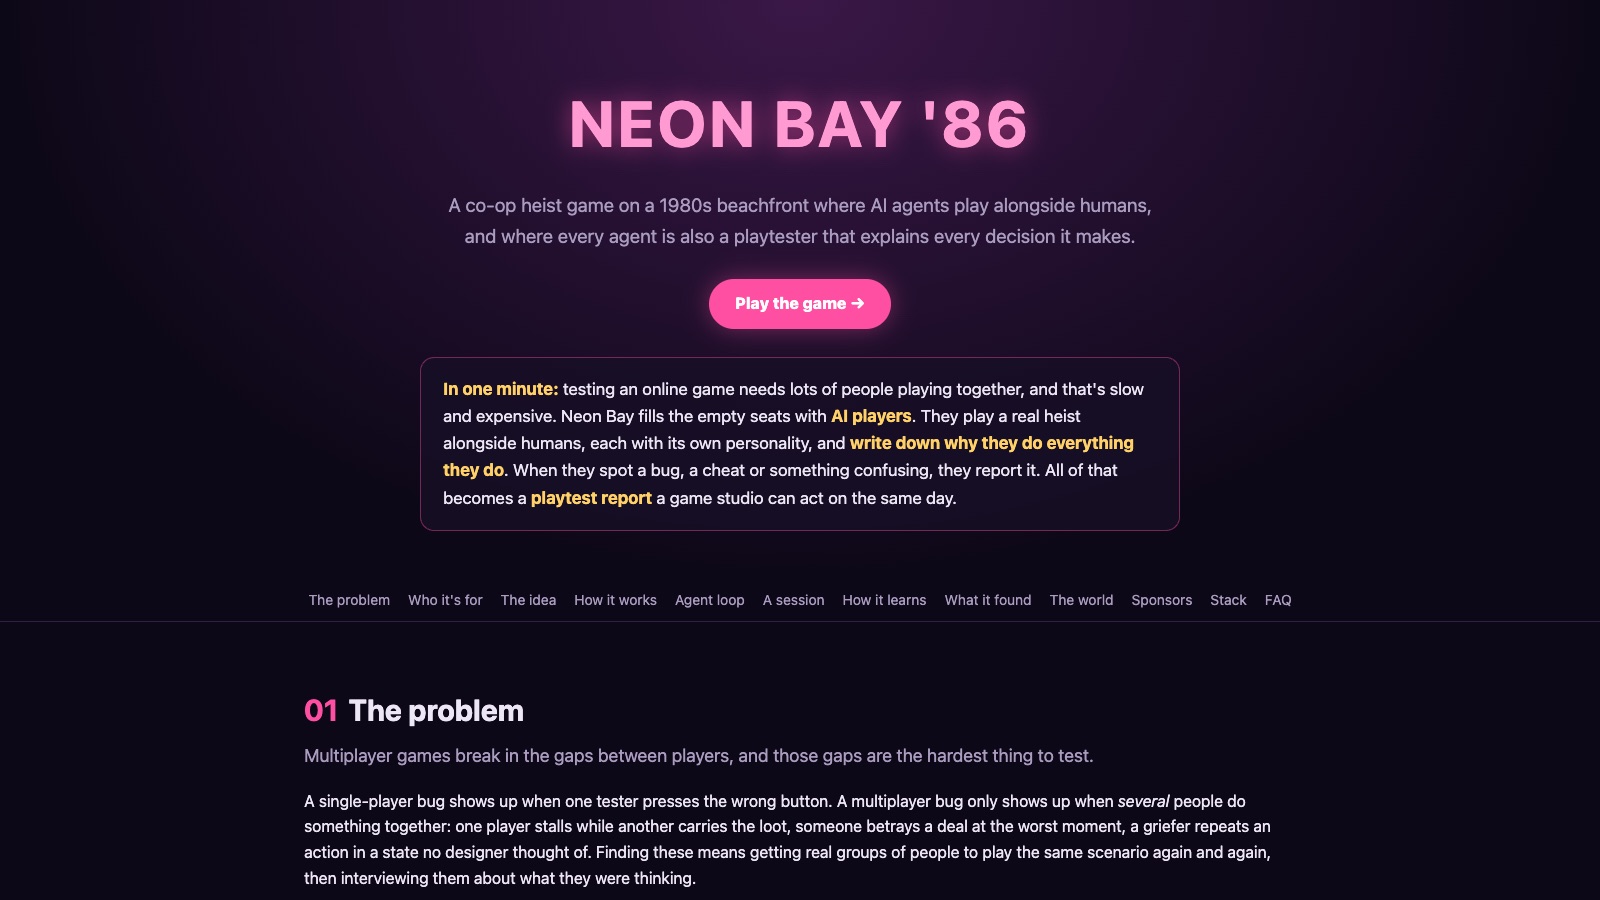 NEON BAY '86
A co-op heist game on a 1980s beachfront where AI agents play alongside humans,
and where every agent is also a playtester that explains every decision it makes.
Play the game →
In one minute: testing an online game needs lots of people playing together, and that's slow
and expensive. Neon Bay fills the empty seats with AI players. They play a real heist
alongside humans, each with its own personality, and write down why they do everything
they do. When they spot a bug, a cheat or something confusing, they report it. All of that
becomes a playtest report a game studio can act on the same day.
The problem Who it's for The idea How it works Agent loop A session How it learns What it found The world Sponsors Stack FAQ
01 The problem
Multiplayer games break in the gaps between players, and those gaps are the hardest thing to test.
A single-player bug shows up when one tester presses the wrong button. A multiplayer bug only shows up when several people do
something together: one player stalls while another carries the loot, someone betrays a deal at the worst moment, a griefer repeats an
action in a state no designer thought of. Finding these means getting real groups of people to play the same scenario again and again,
then interviewing them about what they were thinking.